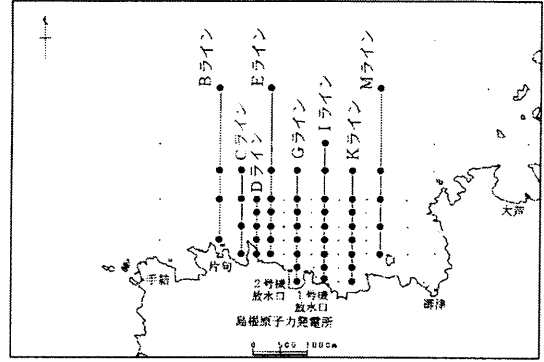 Bライン
Cライン
Dライン
Eライン
Gライン
Iライン
Kライン
Mライン
手結
片句
2号機
放水口
1号機
放水口
島根原子力発電所
大芦
0 500 1000m